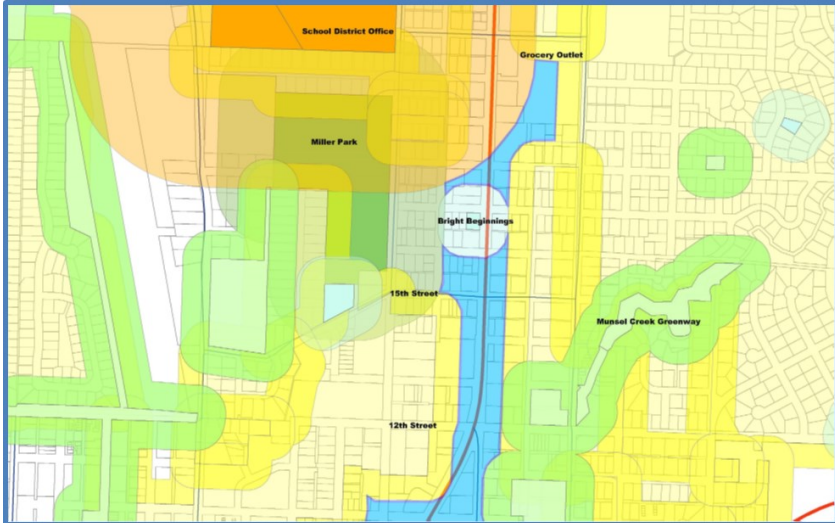 School District Office
Grocery Outlet
Miller Park
Bright Beginnings
15th Street
Munsel Creek Greenway
12th Street